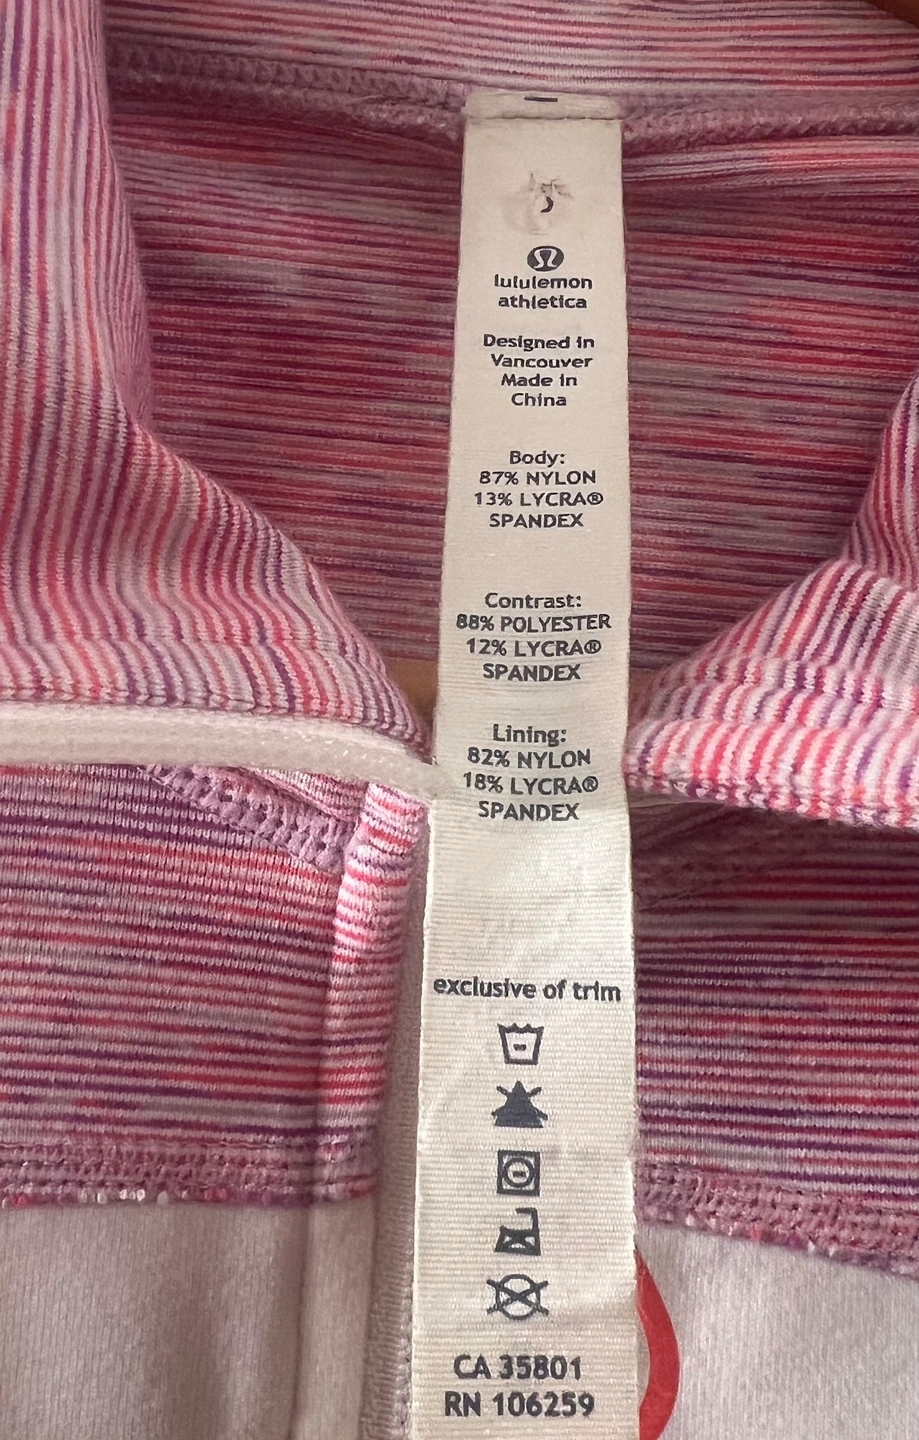 lululemon
athletica
Designed in
Vancouver
Made in
China
Body:
87% NYLON
13% LYCRA®
SPANDEX
Contrast:
88% POLYESTER
12% LYCRA®
SPANDEX
Lining:
82% NYLON
18% LYCRA®
SPANDEX
exclusive of trim
CA 35801
RN 106259